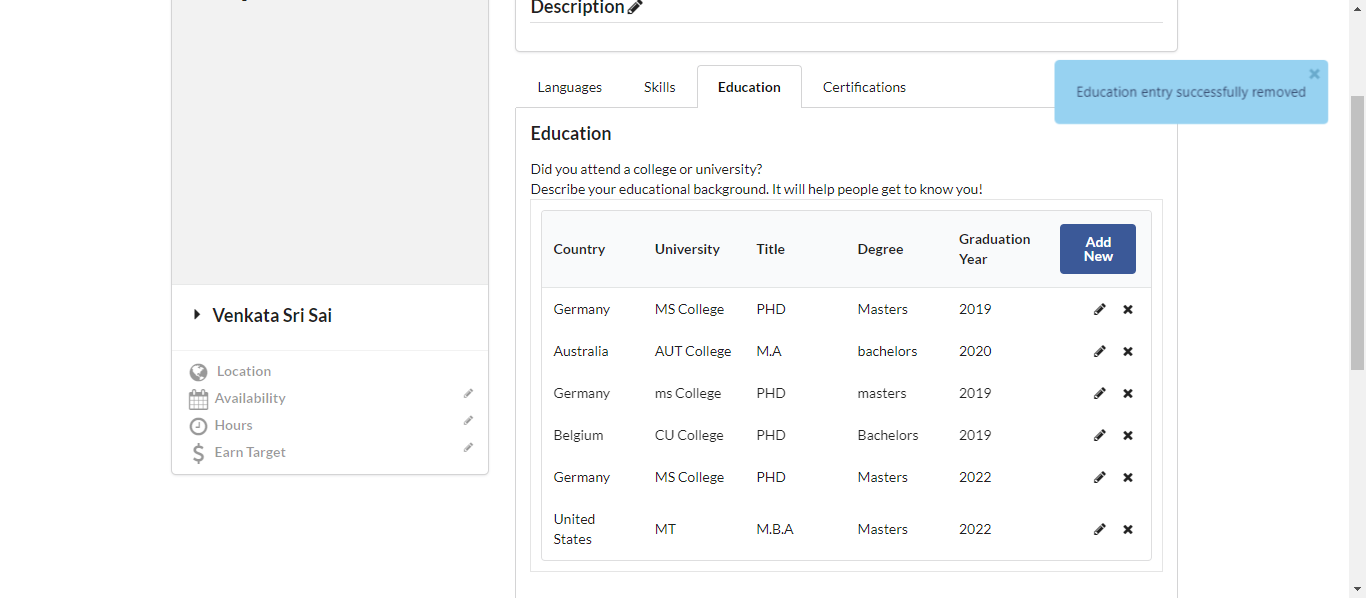 Description
Languages Skills Education Certifications
Education entry successfully removed
Education
Did you attend a college or university?
Describe your educational background. It will help people get to know you!
Country University Title Degree Graduation Year Add New
Germany MS College PHD Masters 2019
Australia AUT College M.A bachelors 2020
Germany ms College PHD masters 2019
Belgium CU College PHD Bachelors 2019
Germany MS College PHD Masters 2022
United States MT M.B.A Masters 2022
Venkata Sri Sai
Location
Availability
Hours
Earn Target